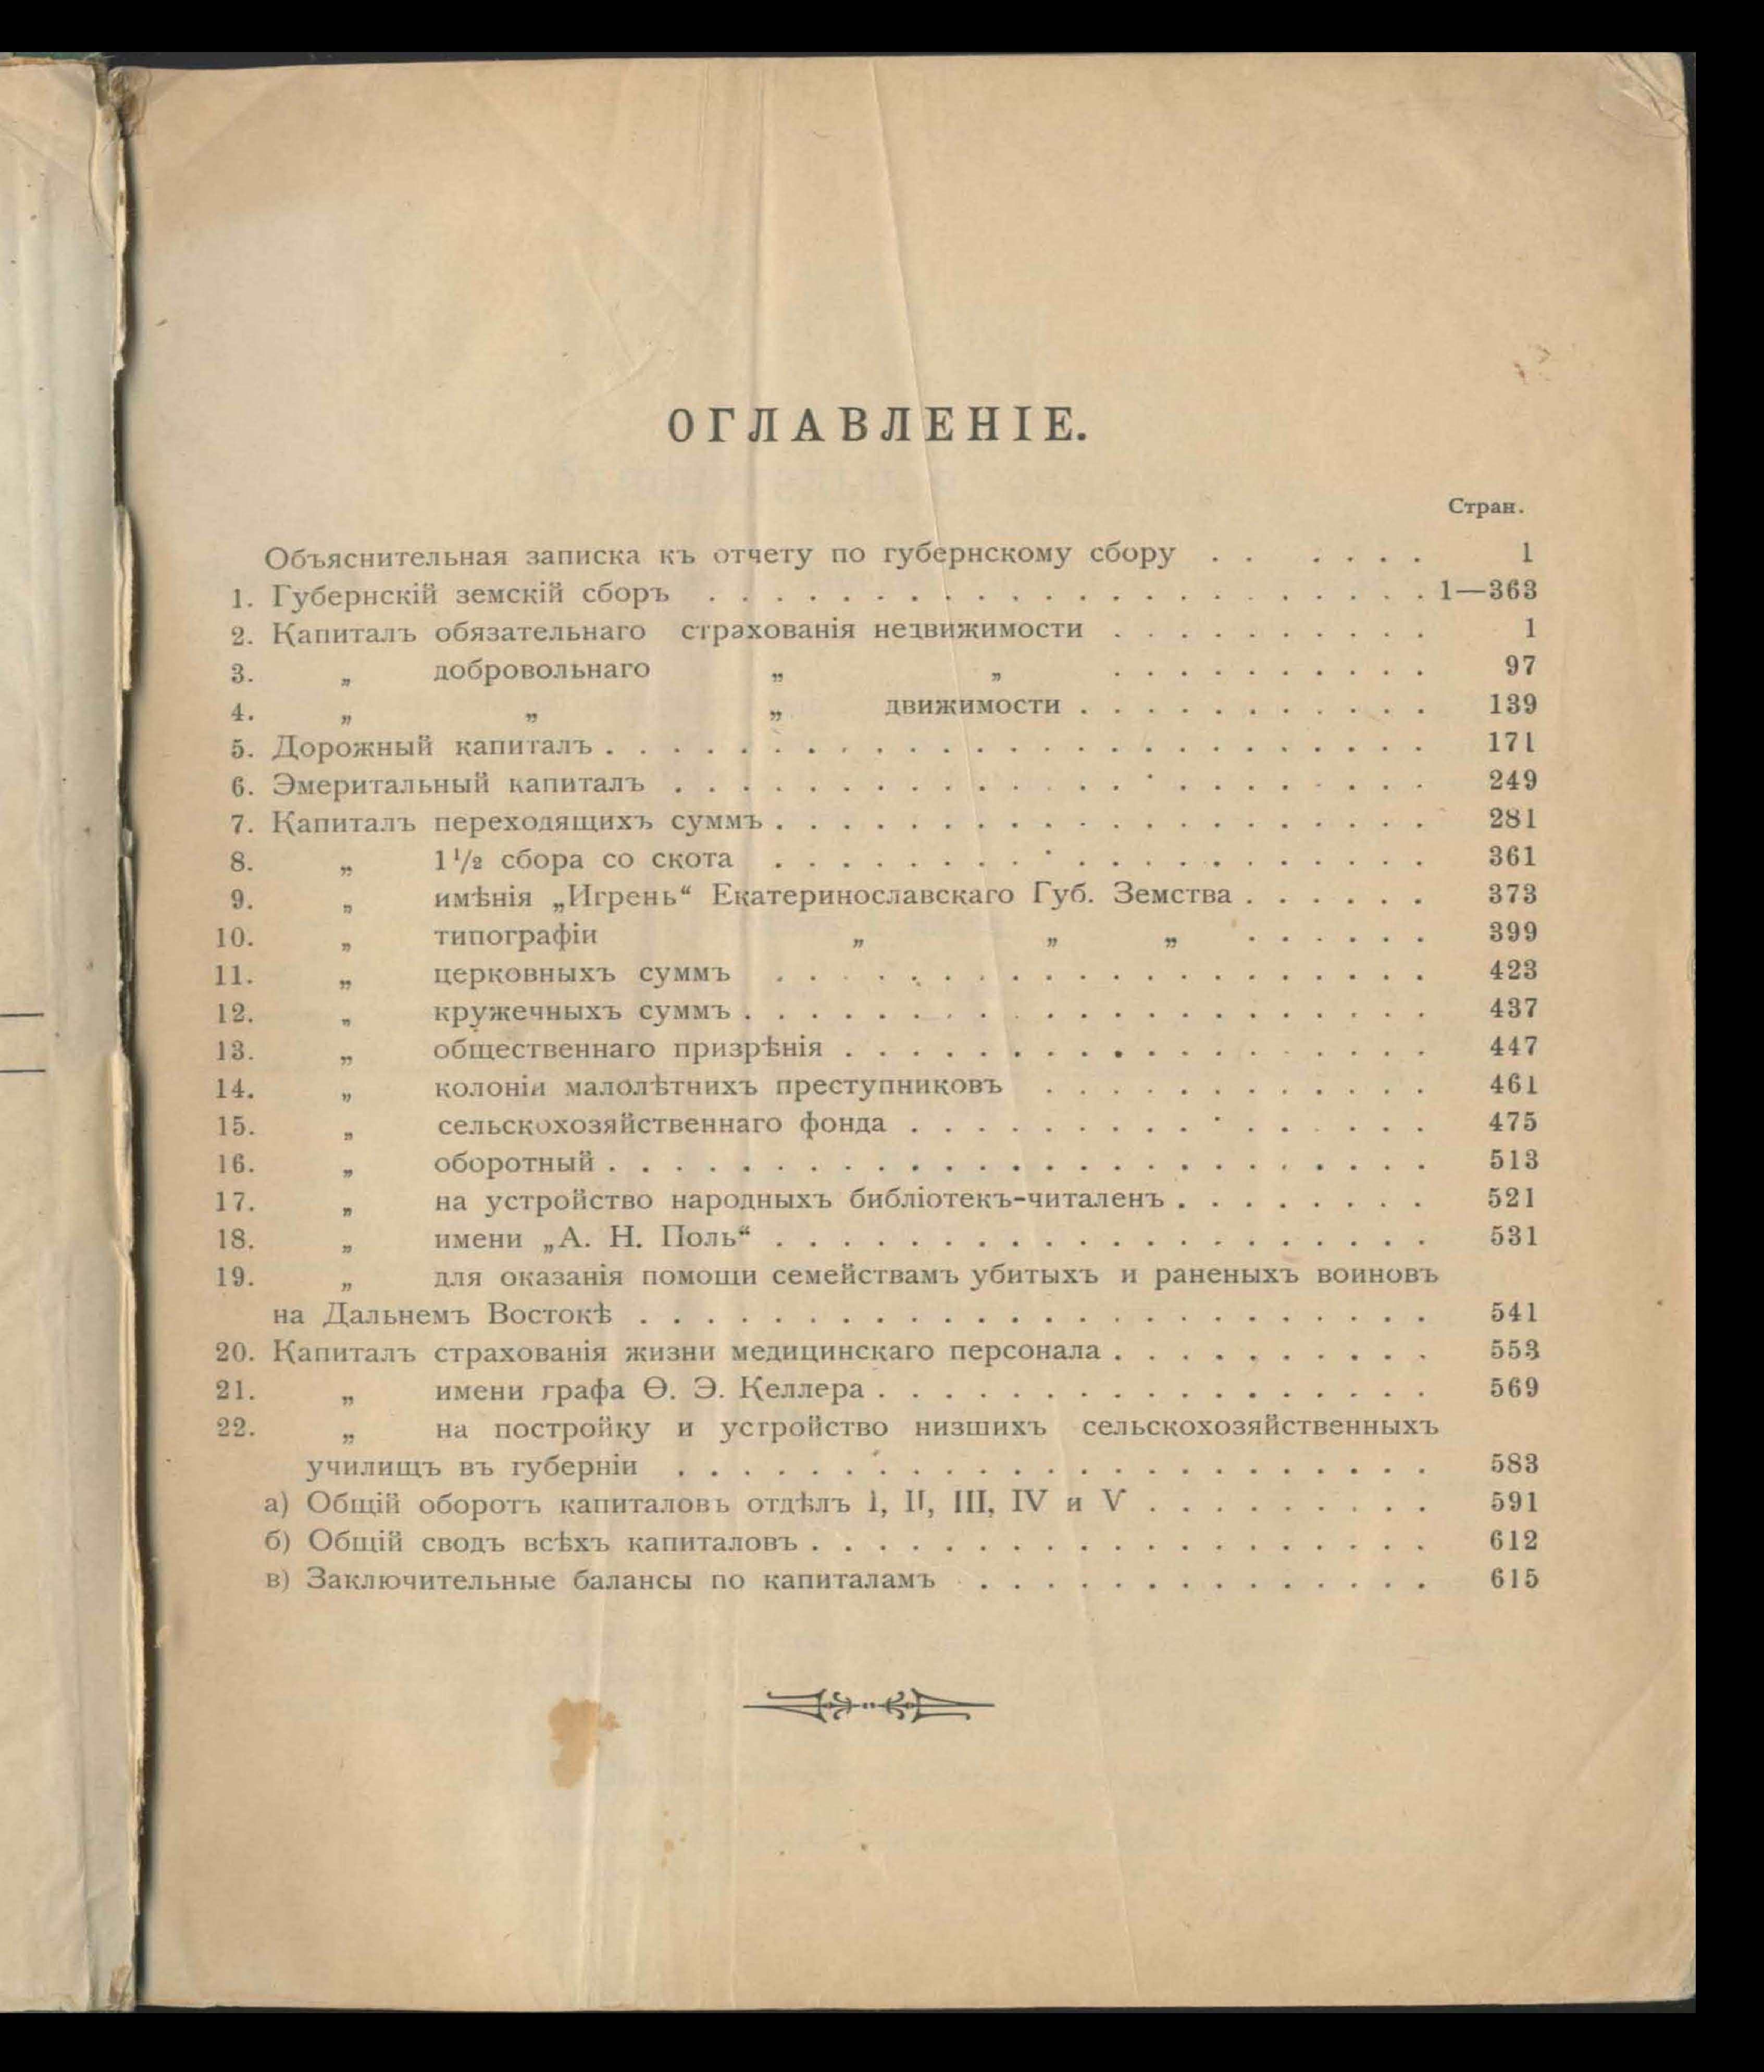 ОГЛАВЛЕНІЕ.
Стран.
Объяснительная записка къ отчету по губернскому сбору . . . . . . 1
1. Губернскій земскій сборъ . . . . . . . . . . . . . . . . . . . . . . 1—363
2. Капиталъ обязательнаго страхованія недвижимости . . . . . . . . . . 1
3. „ добровольнаго „ „ . . . . . . . . . . 97
4. „ „ „ движимости . . . . . . . . . . . 139
5. Дорожный капиталъ . . . . . . . . . . . . . . . . . . . . . . . . . 171
6. Эмеритальный капиталъ . . . . . . . . . . . . . . . . . . . . . . . 249
7. Капиталъ переходящихъ суммъ . . . . . . . . . . . . . . . . . . . . 281
8. „ 1 1/2 сбора со скота . . . . . . . . . . . . . . . . . . . . 361
9. „ имѣнія „Игрень“ Екатеринославскаго Губ. Земства . . . . . . 373
10. „ типографіи „ „ „ . . . . . . 399
11. „ церковныхъ суммъ . . . . . . . . . . . . . . . . . . . . 423
12. „ кружечныхъ суммъ . . . . . . . . . . . . . . . . . . . . . 437
13. „ общественнаго призрѣнія . . . . . . . . . . . . . . . . . . 447
14. „ колоніи малолѣтнихъ преступниковъ . . . . . . . . . . . . 461
15. „ сельскохозяйственнаго фонда . . . . . . . . . . . . . . . . 475
16. „ оборотный . . . . . . . . . . . . . . . . . . . . . . . . . 513
17. „ на устройство народныхъ библіотекъ-читаленъ . . . . . . . . 521
18. „ имени „А. Н. Поль“ . . . . . . . . . . . . . . . . . . . . 531
19. „ для оказанія помощи семействамъ убитыхъ и раненыхъ воиновъ
на Дальнемъ Востокѣ . . . . . . . . . . . . . . . . . . . . . . . . 541
20. Капиталъ страхованія жизни медицинскаго персонала . . . . . . . . . . 553
21. „ имени графа Ѳ. Э. Келлера . . . . . . . . . . . . . . . . . 569
22. „ на постройку и устройство низшихъ сельскохозяйственныхъ
училищъ въ губерніи . . . . . . . . . . . . . . . . . . . . . . . 583
а) Общій оборотъ капиталовъ отдѣлъ I, II, III, IV и V . . . . . . . . . 591
б) Общій сводъ всѣхъ капиталовъ . . . . . . . . . . . . . . . . . . . 612
в) Заключительные балансы по капиталамъ . . . . . . . . . . . . . . 615